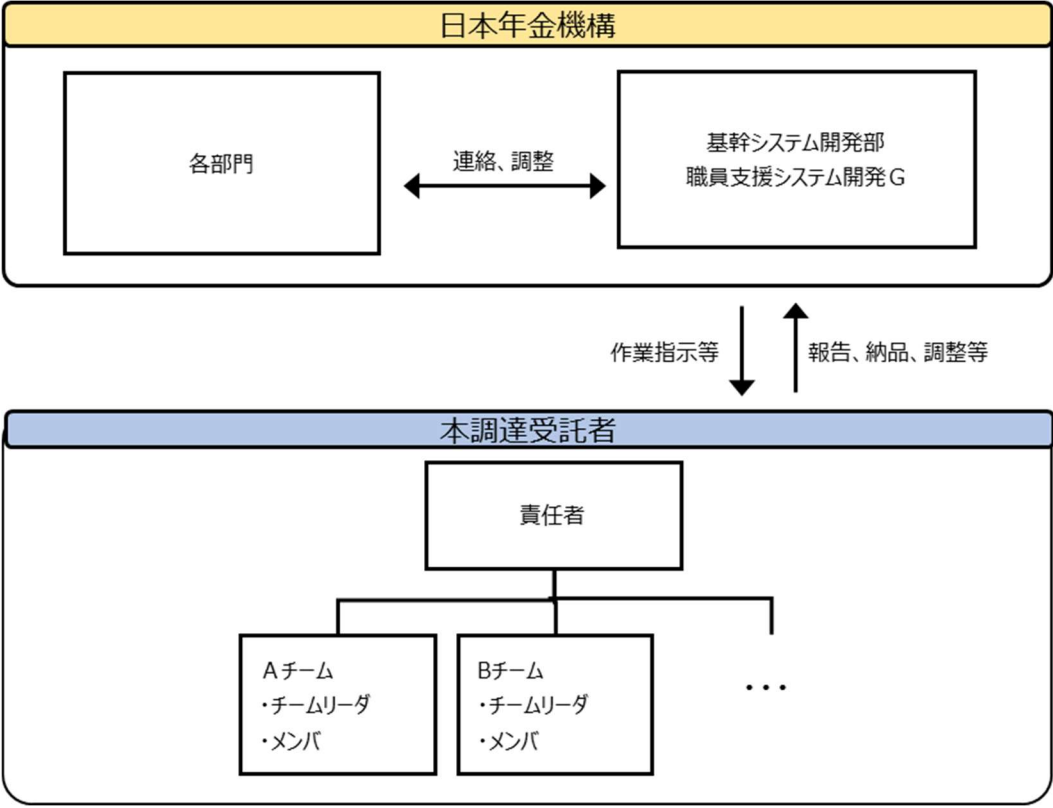 日本年金機構
各部門
連絡、調整
基幹システム開発部
職員支援システム開発G
作業指示等
報告、納品、調整等
本調達受託者
責任者
Aチーム
・チームリーダ
・メンバ
Bチーム
・チームリーダ
・メンバ
・・・